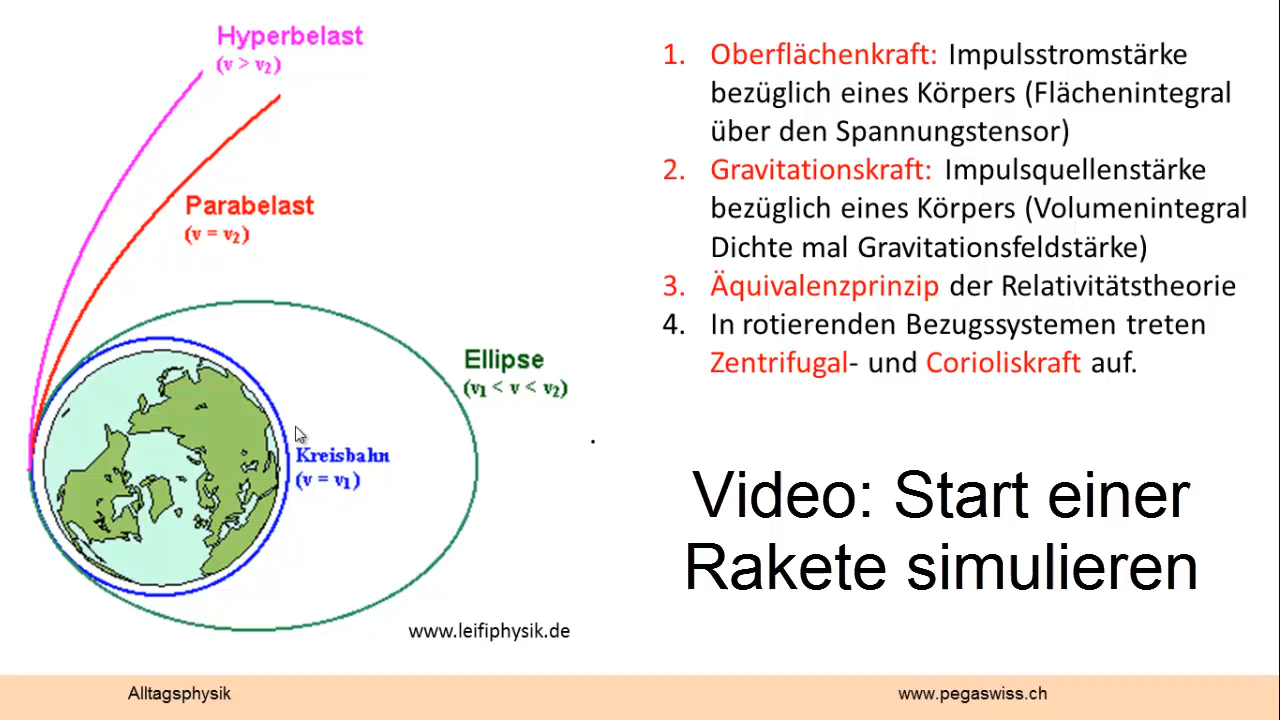 Hyperbelast
(v > v2)
Parabelast
(v = v2)
Ellipse
(v1 < v < v2)
Kreisbahn
(v = v1)
www.leifiphysik.de
1. Oberflächenkraft: Impulsstromstärke
bezüglich eines Körpers (Flächenintegral
über den Spannungstensor)
2. Gravitationskraft: Impulsquellenstärke
bezüglich eines Körpers (Volumenintegral
Dichte mal Gravitationsfeldstärke)
3. Äquivalenzprinzip der Relativitätstheorie
4. In rotierenden Bezugssystemen treten
Zentrifugal- und Corioliskraft auf.
Video: Start einer
Rakete simulieren
Alltagsphysik
www.pegaswiss.ch